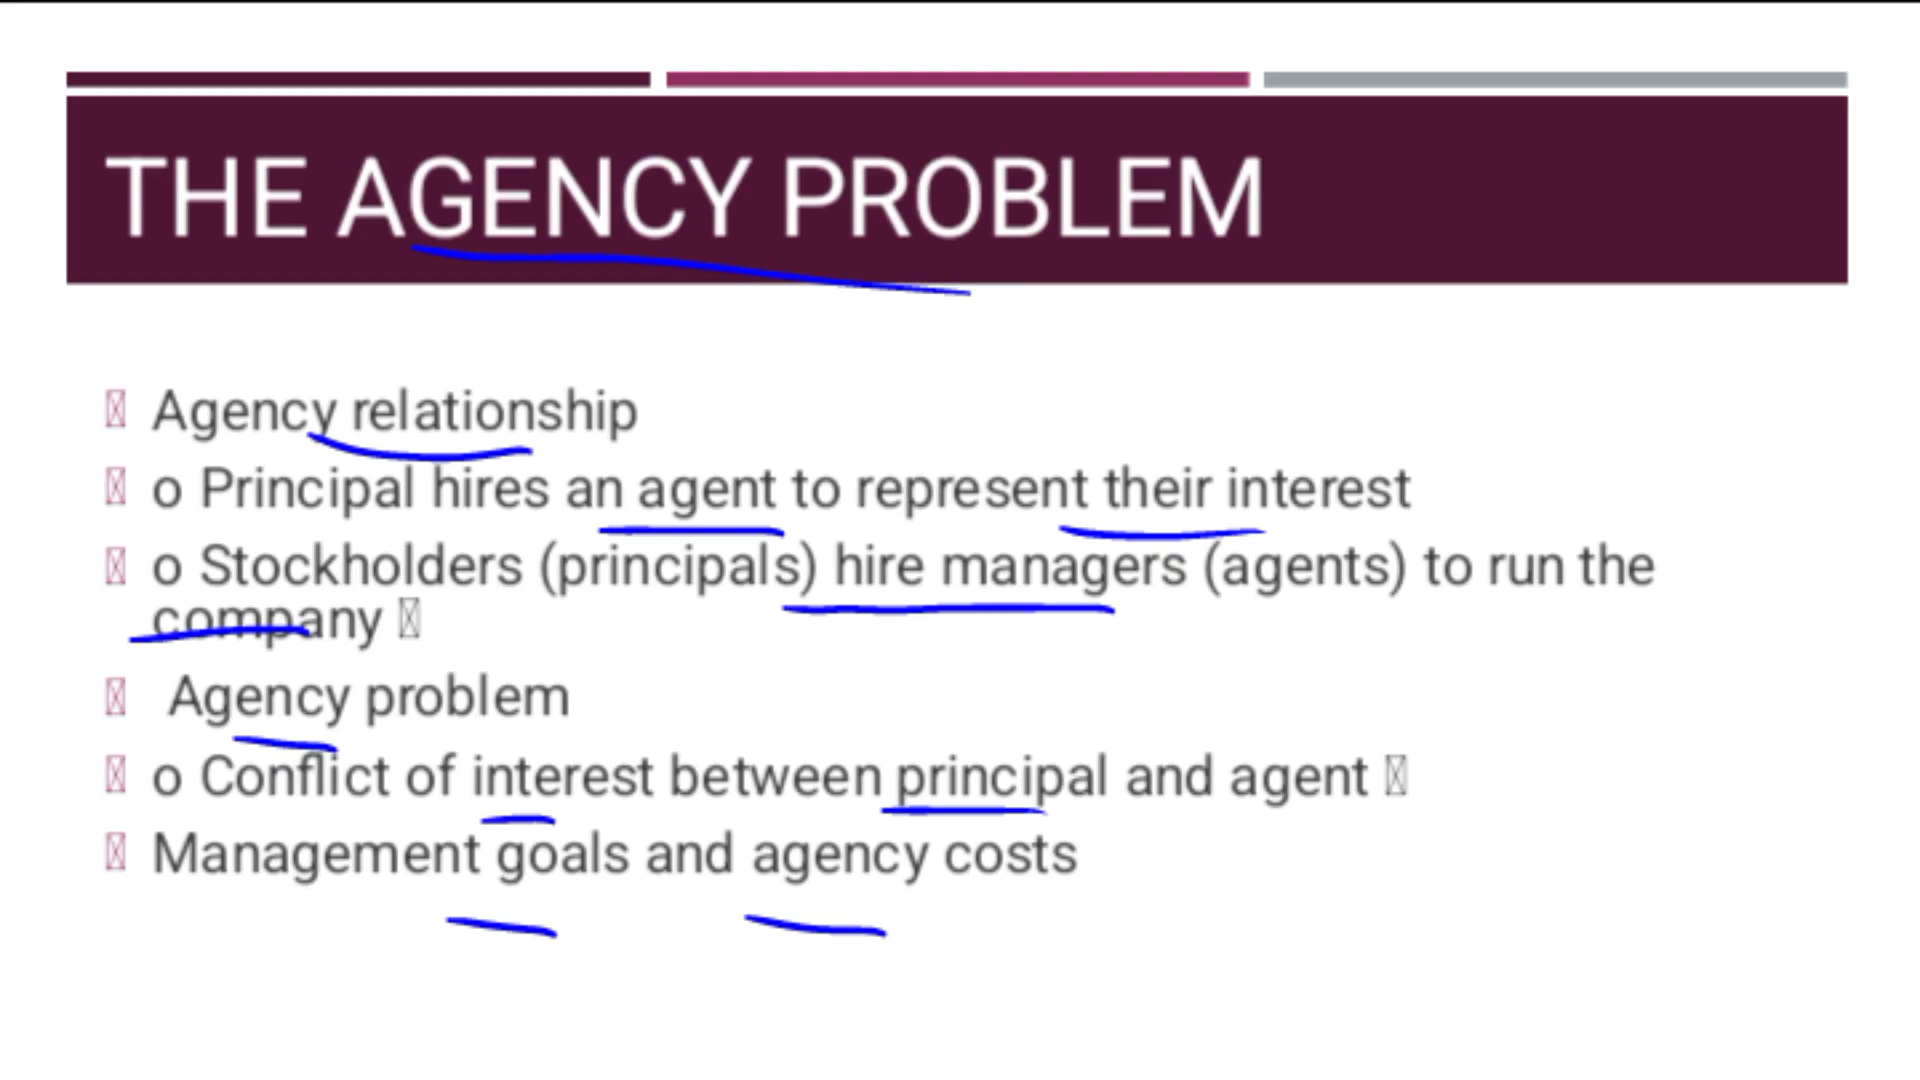 THE AGENCY PROBLEM
Agency relationship
o Principal hires an agent to represent their interest
o Stockholders (principals) hire managers (agents) to run the
company
Agency problem
o Conflict of interest between principal and agent
Management goals and agency costs